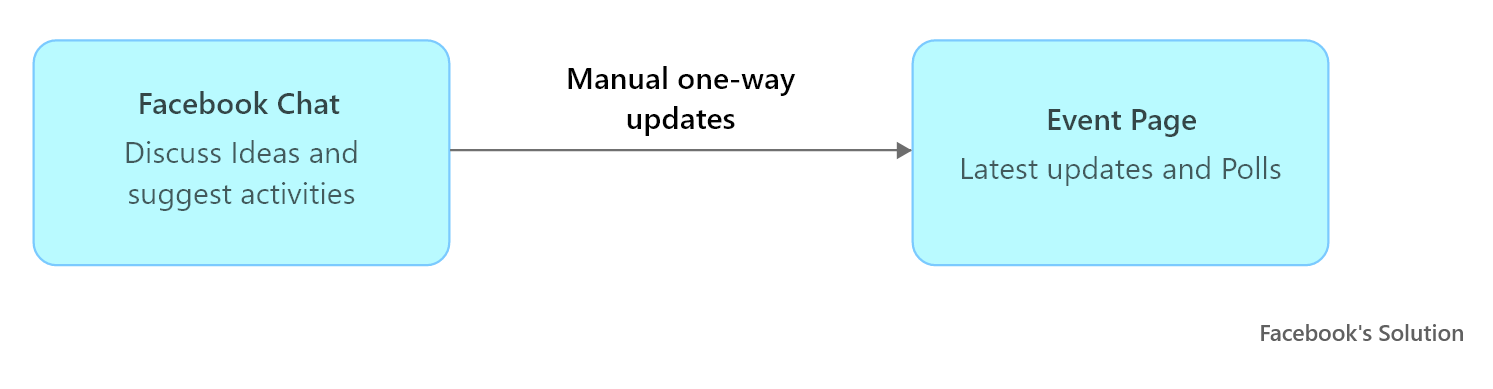 Facebook Chat
Discuss Ideas and
suggest activities
Manual one-way
updates
Event Page
Latest updates and Polls
Facebook's Solution